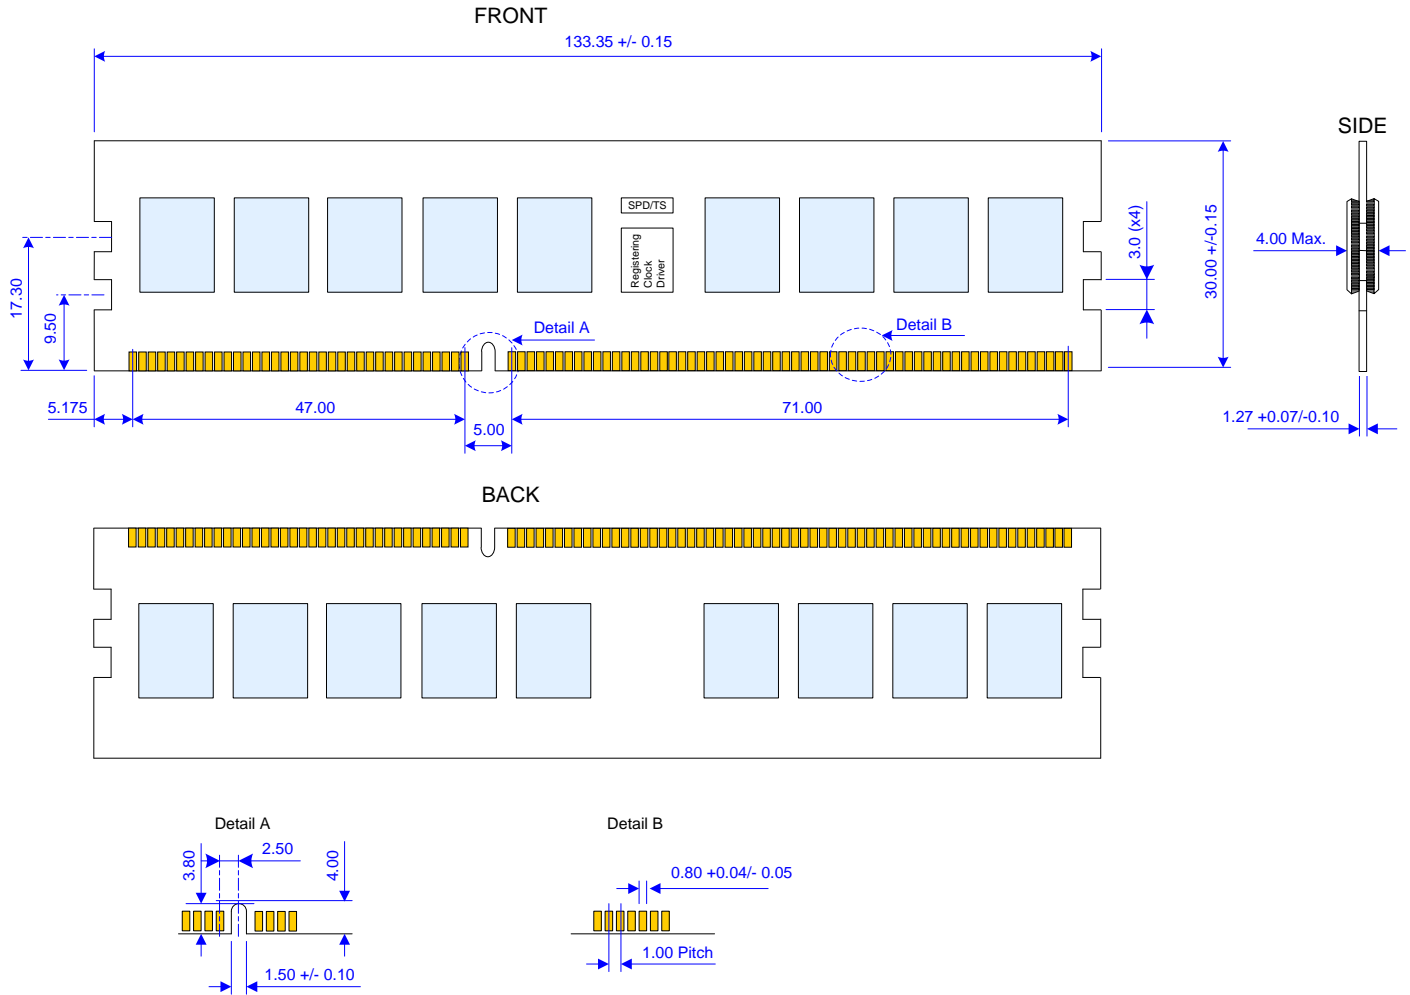 FRONT
133.35 +/- 0.15
SIDE
SPD/TS
Registering
Clock
Driver
17.30
9.50
3.0 (x4)
30.00 +/-0.15
4.00 Max.
Detail A
Detail B
5.175
47.00
5.00
71.00
1.27 +0.07/-0.10
BACK
Detail A
Detail B
3.80
2.50
4.00
0.80 +0.04/- 0.05
1.50 +/- 0.10
1.00 Pitch